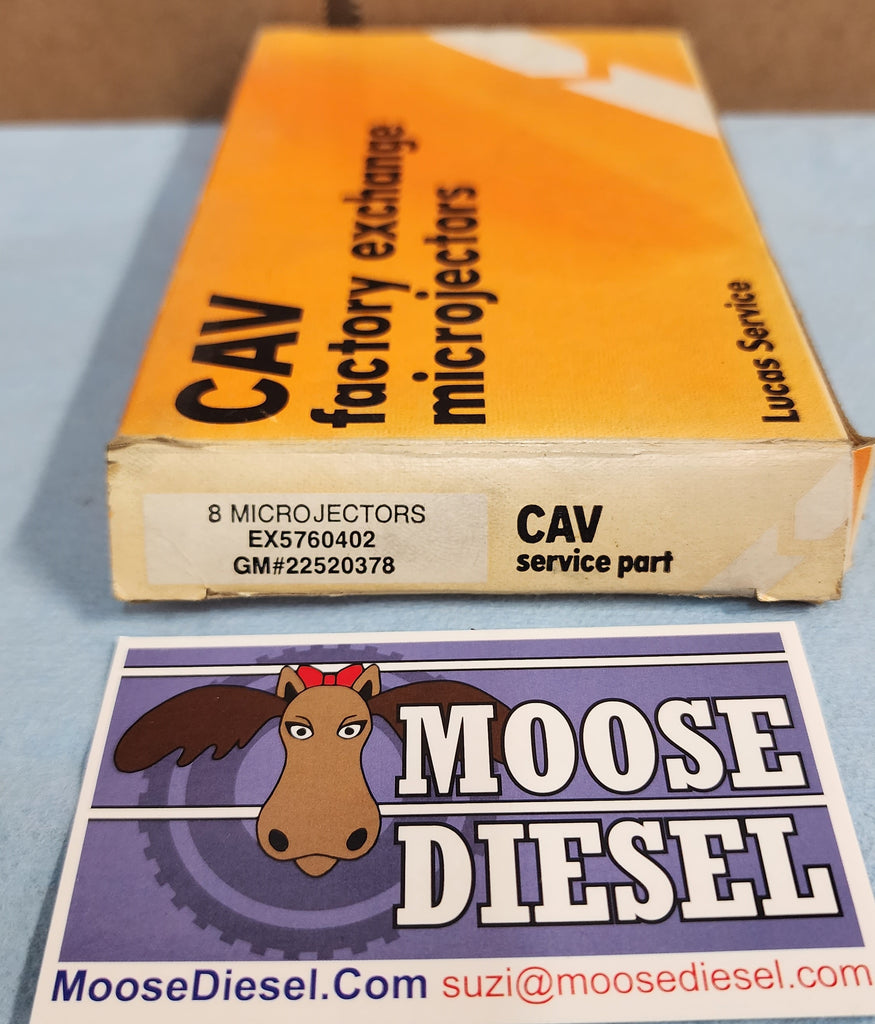 CAV
factory exchange
microjectors
Lucas Service
8 MICROJECTORS
EX5760402
GM#22520378
CAV
service part
MOOSE
DIESEL
MooseDiesel.Com suzi@moosediesel.com